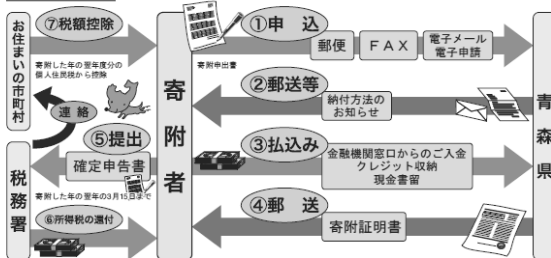 お住まいの市町村
⑦税額控除
寄附した年の翌年度分の
個人住民税から控除
連絡
⑤提出
確定申告書
寄附した年の翌年の3月15日まで
税務署
⑥所得税の還付
寄附者
①申込
郵便
FAX
電子メール
電子申請
寄附申出書
②郵送等
納付方法の
お知らせ
③払込み
金融機関窓口からのご入金
クレジット収納
現金書留
④郵送
寄附証明書
青森県